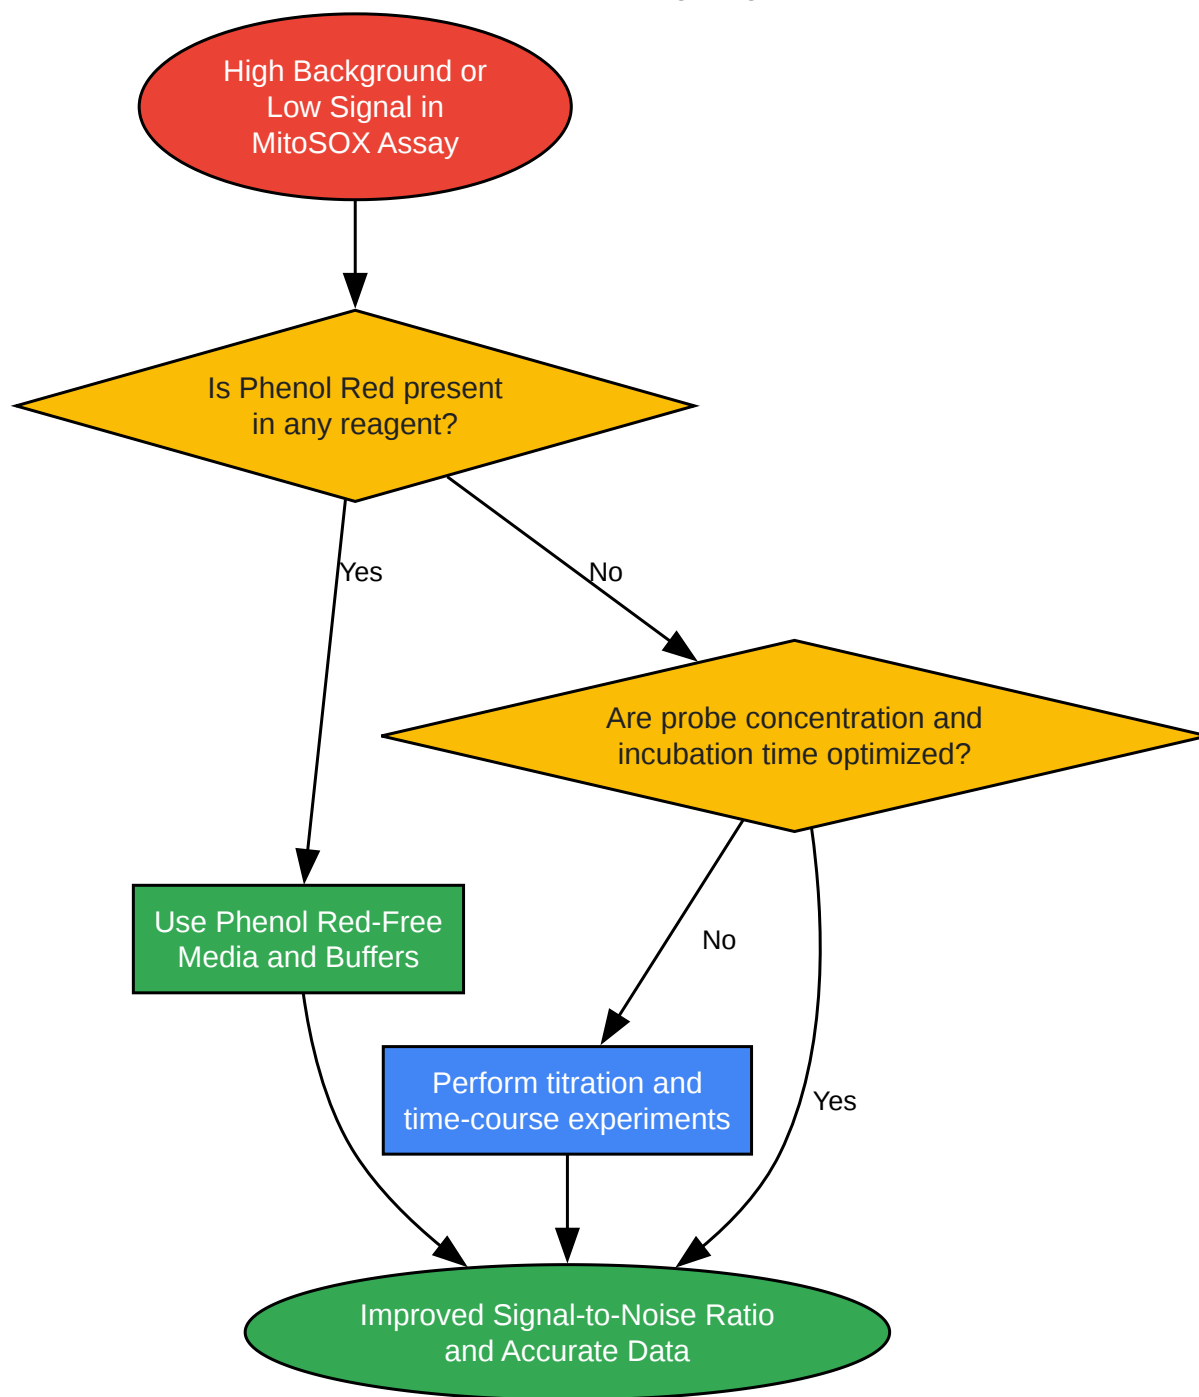 High Background or
Low Signal in
MitoSOX Assay
Is Phenol Red present
in any reagent?
Yes
No
Are probe concentration and
incubation time optimized?
Use Phenol Red-Free
Media and Buffers
No
Perform titration and
time-course experiments
Yes
Improved Signal-to-Noise Ratio
and Accurate Data